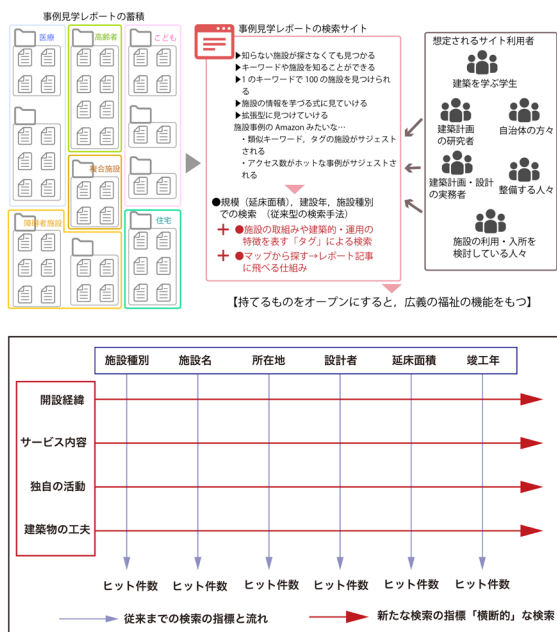 事例見学レポートの蓄積
医療
高齢者
こども
複合施設
障害者施設
住宅
事例見学レポートの検索サイト
▶知らない施設が探さなくても見つかる
▶キーワードや施設を知ることができる
▶1のキーワードで100の施設を見つけられ
る
▶施設の情報を芋づる式に見ていける
▶拡張型に見つけていける
施設事例のAmazonみたいな…
・類似キーワード，タグの施設がサジェスト
される
・アクセス数がホットな事例がサジェストさ
れる
●規模（延床面積），建設年，施設種別
での検索　（従来型の検索手法）
＋ ●施設の取組みや建築的・運用の
特徴を表す「タグ」による検索
＋ ●マップから探す→レポート記事
に飛べる仕組み
想定されるサイト利用者
建築を学ぶ学生
建築計画
の研究者
自治体の方々
建築計画・設計
の実務者
整備する人々
施設の利用・入所を
検討している人々
【持てるものをオープンにすると，広義の福祉の機能をもつ】
施設種別
施設名
所在地
設計者
延床面積
竣工年
開設経緯
サービス内容
独自の活動
建築物の工夫
ヒット件数
ヒット件数
ヒット件数
ヒット件数
ヒット件数
ヒット件数
従来までの検索の指標と流れ
新たな検索の指標「横断的」な検索